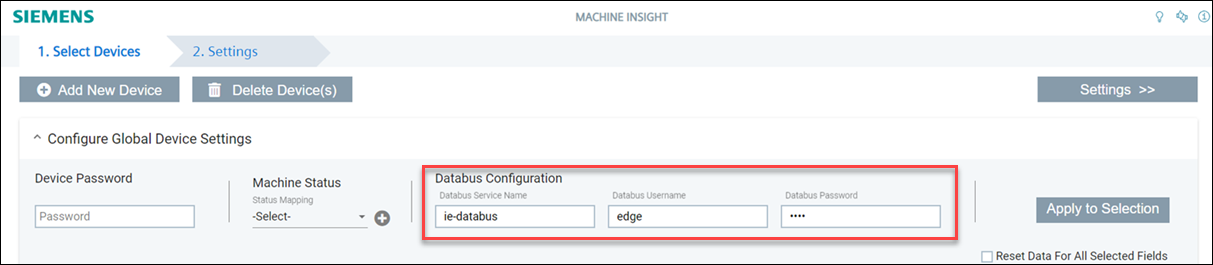 SIEMENS
MACHINE INSIGHT
1. Select Devices
2. Settings
Add New Device
Delete Device(s)
Settings >>
Configure Global Device Settings
Device Password
Password
Machine Status
Status Mapping
-Select-
Databus Configuration
Databus Service Name
Databus Username
Databus Password
ie-databus
edge
••••
Apply to Selection
Reset Data For All Selected Fields